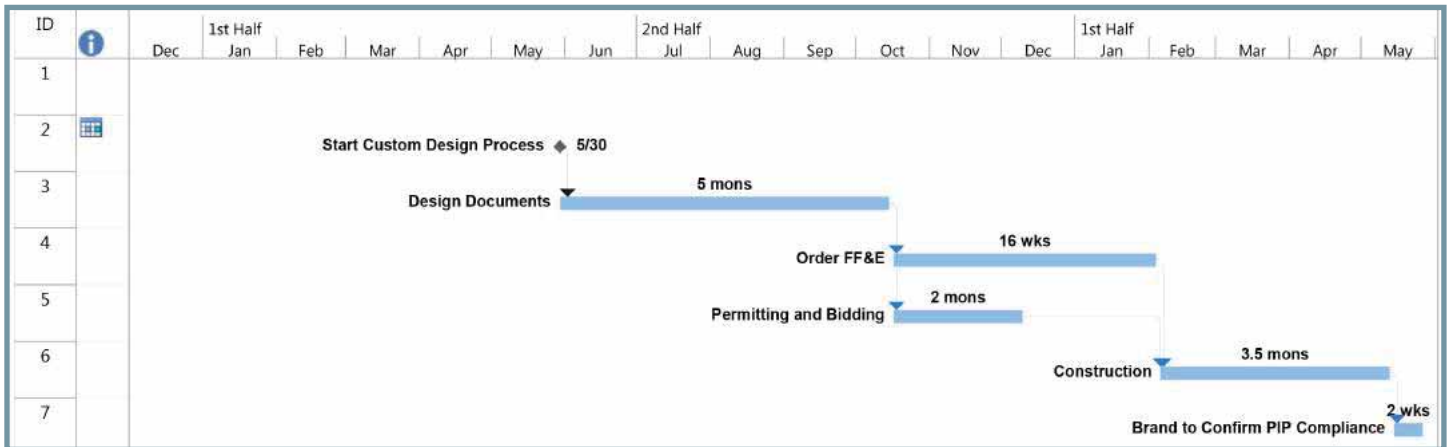 ID
1st Half 2nd Half 1st Half
Dec Jan Feb Mar Apr May Jun Jul Aug Sep Oct Nov Dec Jan Feb Mar Apr May
1
2
Start Custom Design Process 5/30
3
5 mons
Design Documents
4
16 wks
Order FF&E
5
2 mons
Permitting and Bidding
6
3.5 mons
Construction
7
2 wks
Brand to Confirm PIP Compliance